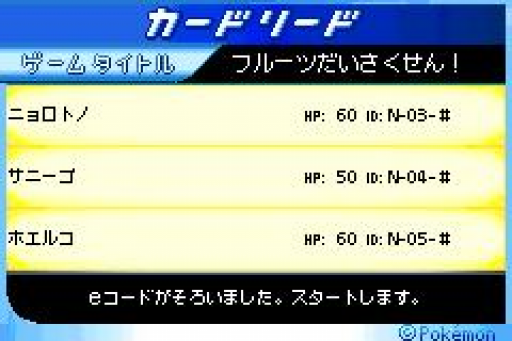 カードリード
ゲームタイトル フルーツだいさくせん!
ニョロトノ HP: 60 ID: N-03-#
サニーゴ HP: 50 ID: N-04-#
ホエルコ HP: 60 ID: N-05-#
eコードがそろいました。スタートします。
©Pokémon